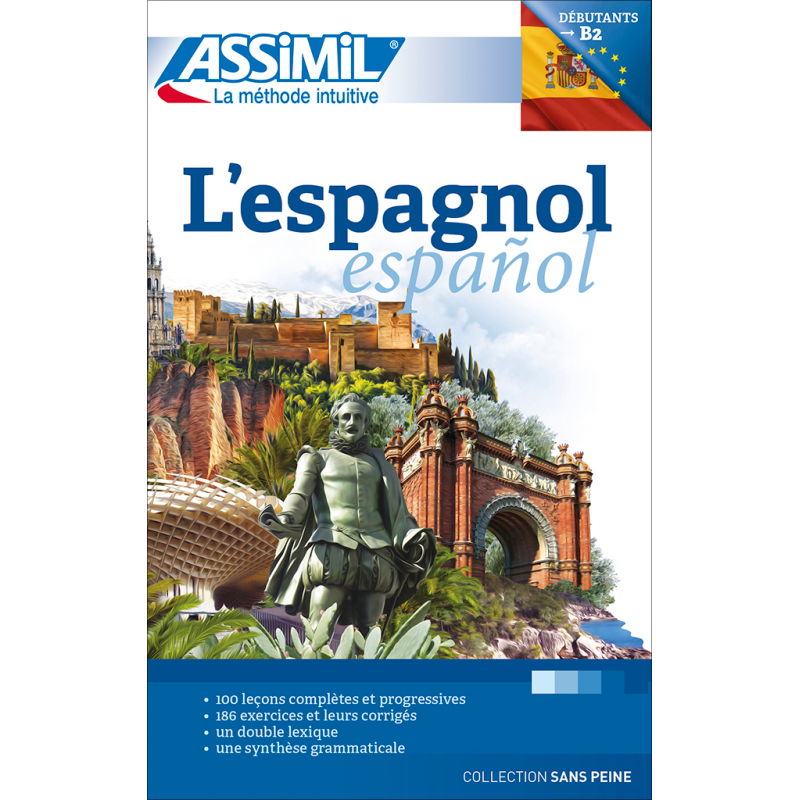 DÉBUTANTS
→ B2
ASSiMiL®
La méthode intuitive
L'espagnol
español
• 100 leçons complètes et progressives
• 186 exercices et leurs corrigés
• un double lexique
• une synthèse grammaticale
COLLECTION SANS PEINE